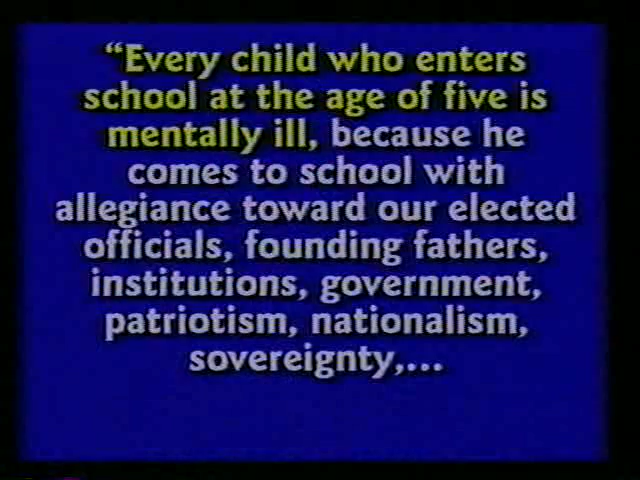 “Every child who enters
school at the age of five is
mentally ill, because he
comes to school with
allegiance toward our elected
officials, founding fathers,
institutions, government,
patriotism, nationalism,
sovereignty,...